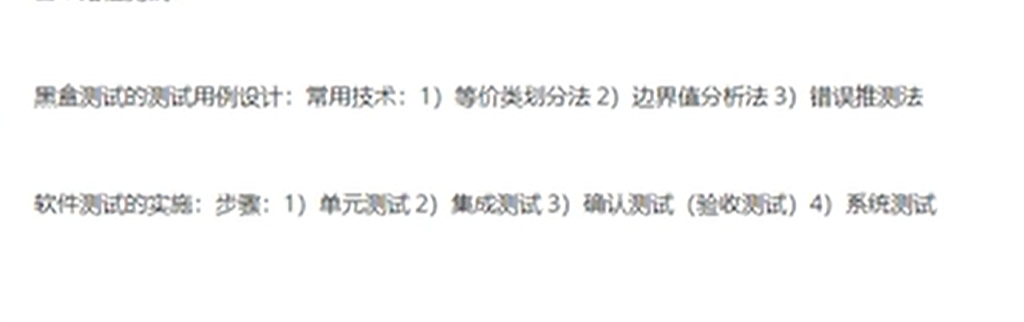 黑盒测试的测试用例设计：常用技术：1）等价类划分法 2）边界值分析法 3）错误推测法
软件测试的实施：步骤：1）单元测试 2）集成测试 3）确认测试（验收测试）4）系统测试